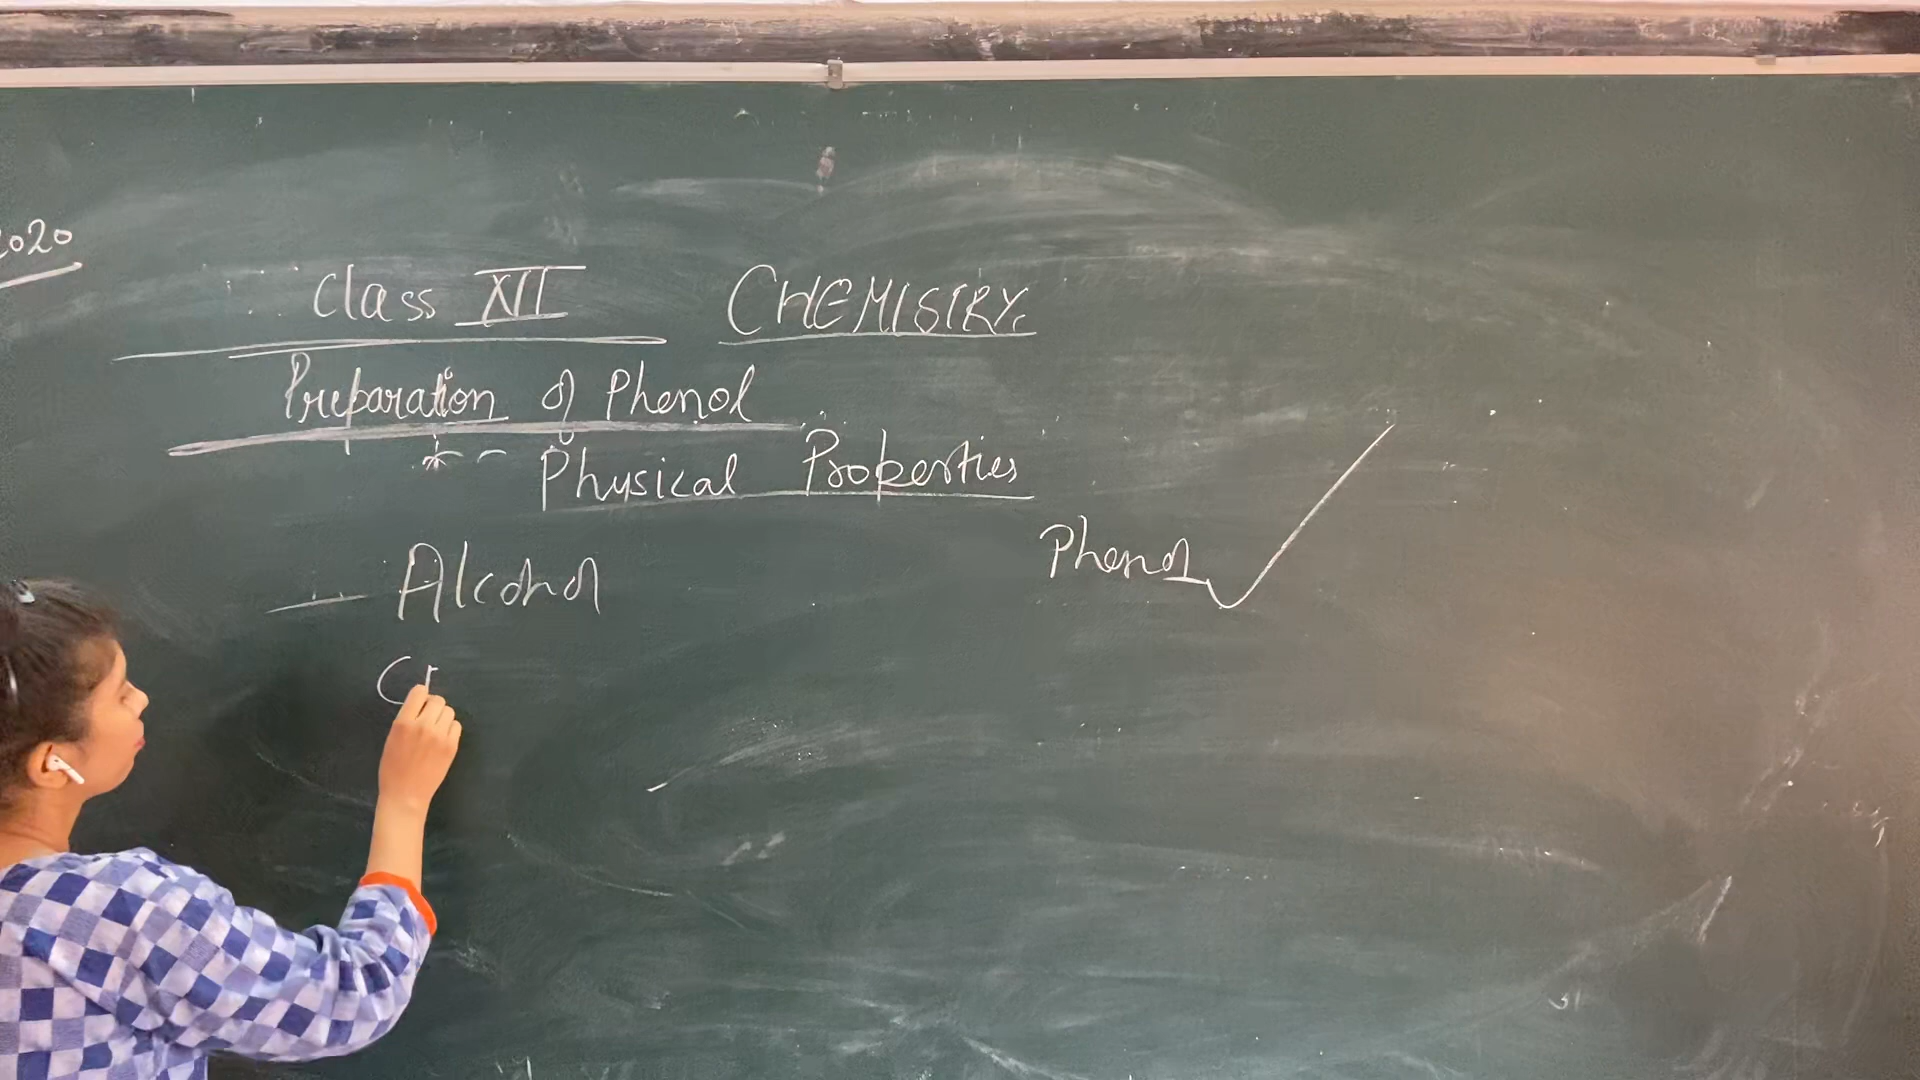 2020
Class XII CHEMISTRY
Preparation of Phenol
Physical Properties
Alcohol
Phenol
C